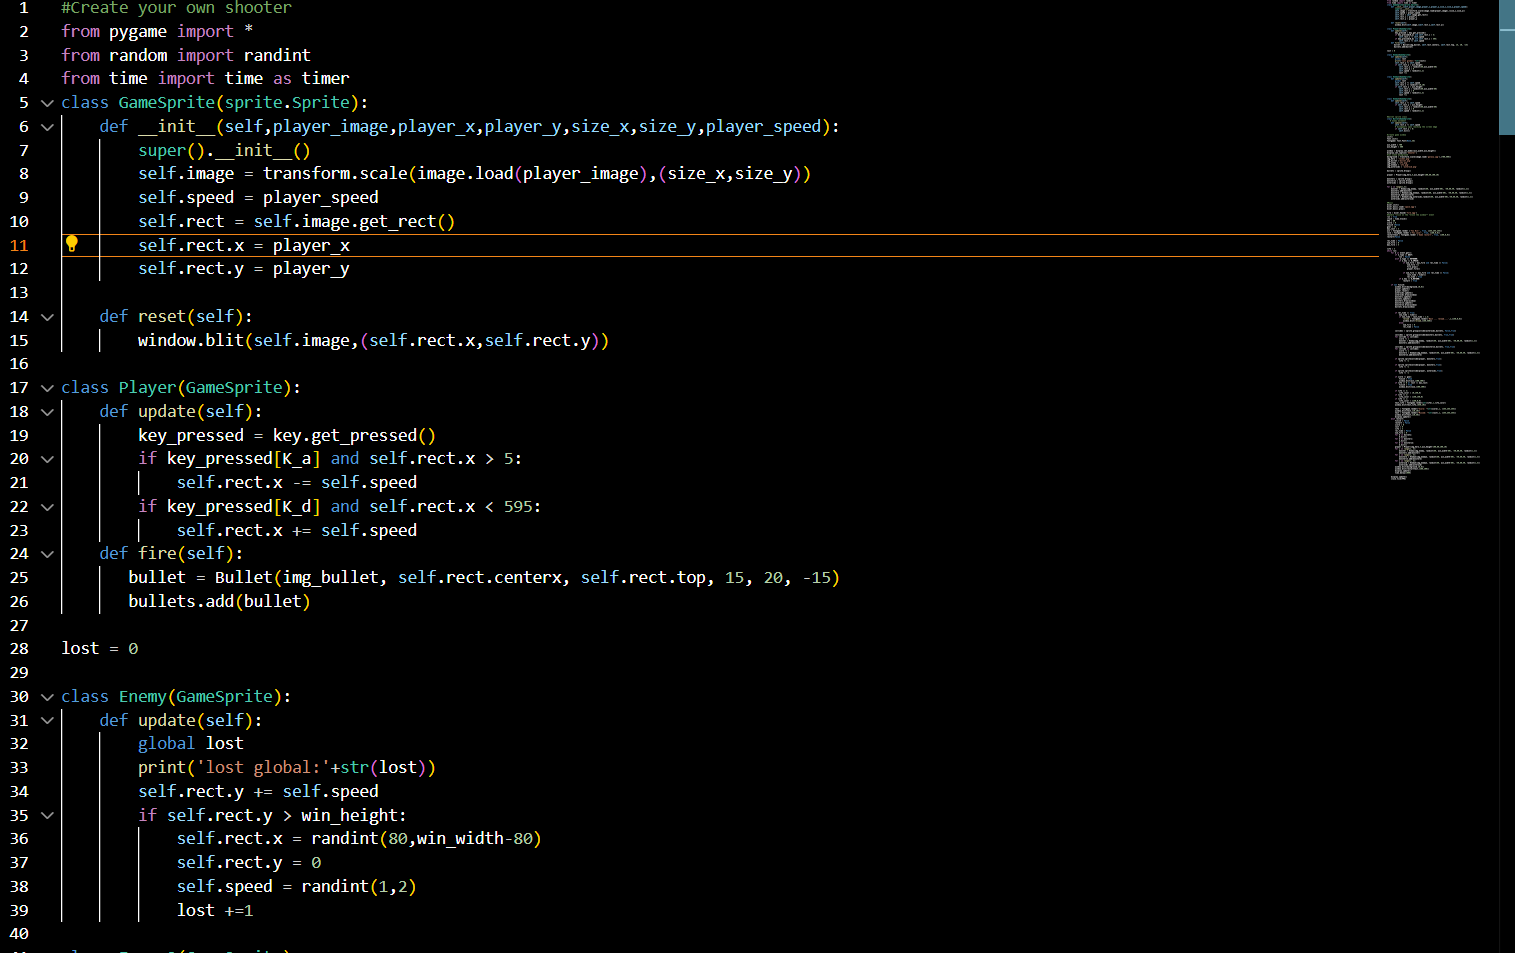 1 #Create your own shooter
2 from pygame import *
3 from random import randint
4 from time import time as timer
5 class GameSprite(sprite.Sprite):
6     def __init__(self,player_image,player_x,player_y,size_x,size_y,player_speed):
7         super().__init__()
8         self.image = transform.scale(image.load(player_image),(size_x,size_y))
9         self.speed = player_speed
10         self.rect = self.image.get_rect()
11         self.rect.x = player_x
12         self.rect.y = player_y
13
14     def reset(self):
15         window.blit(self.image,(self.rect.x,self.rect.y))
16
17 class Player(GameSprite):
18     def update(self):
19         key_pressed = key.get_pressed()
20         if key_pressed[K_a] and self.rect.x > 5:
21             self.rect.x -= self.speed
22         if key_pressed[K_d] and self.rect.x < 595:
23             self.rect.x += self.speed
24     def fire(self):
25        bullet = Bullet(img_bullet, self.rect.centerx, self.rect.top, 15, 20, -15)
26        bullets.add(bullet)
27
28 lost = 0
29
30 class Enemy(GameSprite):
31     def update(self):
32         global lost
33         print('lost global:'+str(lost))
34         self.rect.y += self.speed
35         if self.rect.y > win_height:
36             self.rect.x = randint(80,win_width-80)
37             self.rect.y = 0
38             self.speed = randint(1,2)
39             lost +=1
40